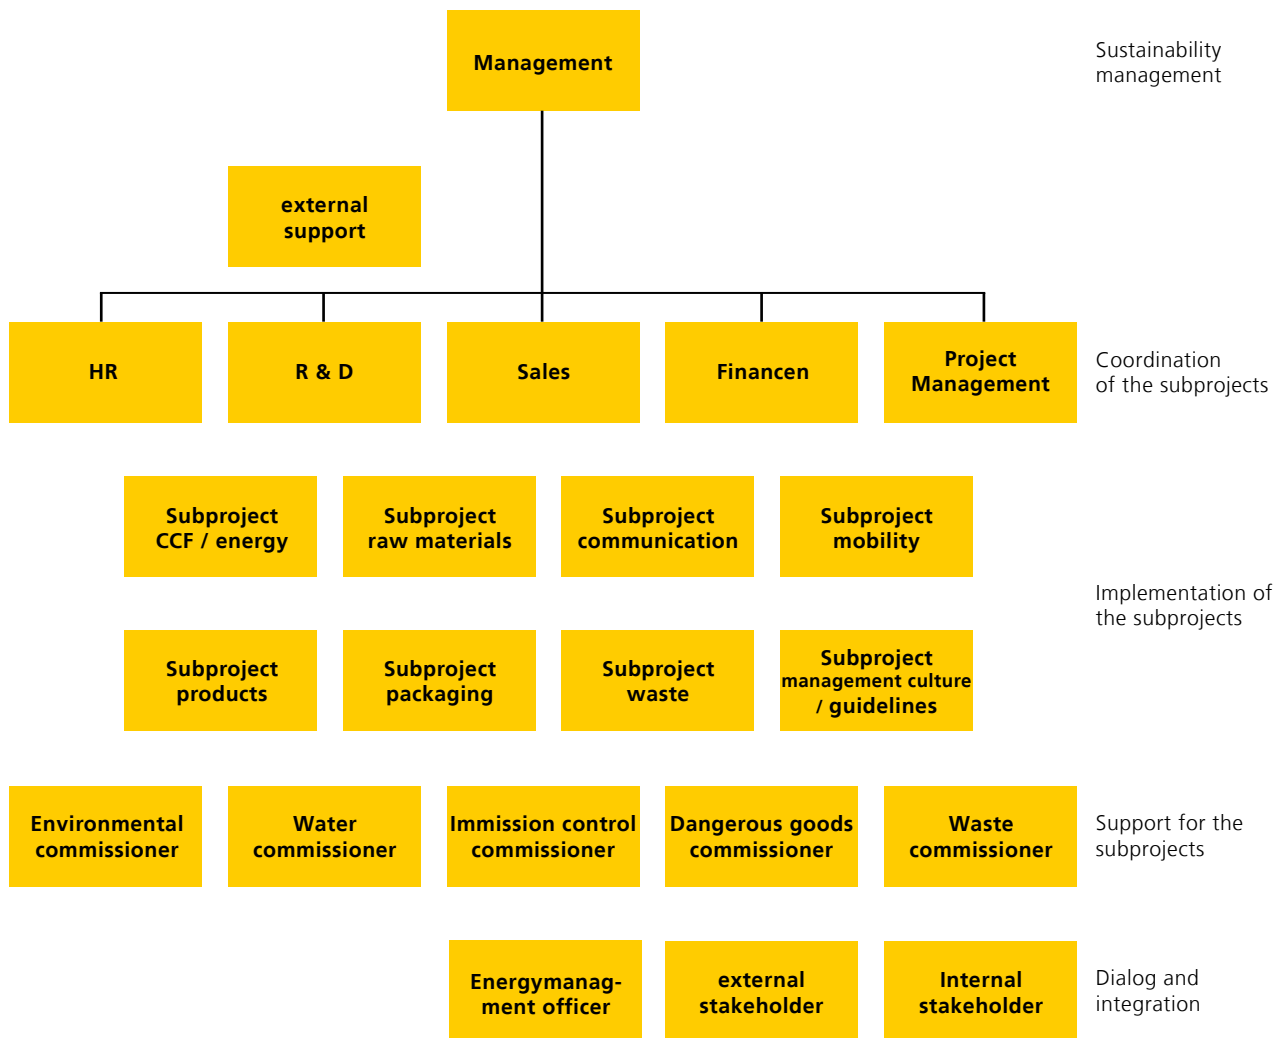 Management
Sustainability
management
external
support
HR
R & D
Sales
Financen
Project
Management
Coordination
of the subprojects
Subproject
CCF / energy
Subproject
raw materials
Subproject
communication
Subproject
mobility
Implementation of
the subprojects
Subproject
products
Subproject
packaging
Subproject
waste
Subproject
management culture
/ guidelines
Environmental
commissioner
Water
commissioner
Immission control
commissioner
Dangerous goods
commissioner
Waste
commissioner
Support for the
subprojects
Energymanag-
ment officer
external
stakeholder
Internal
stakeholder
Dialog and
integration